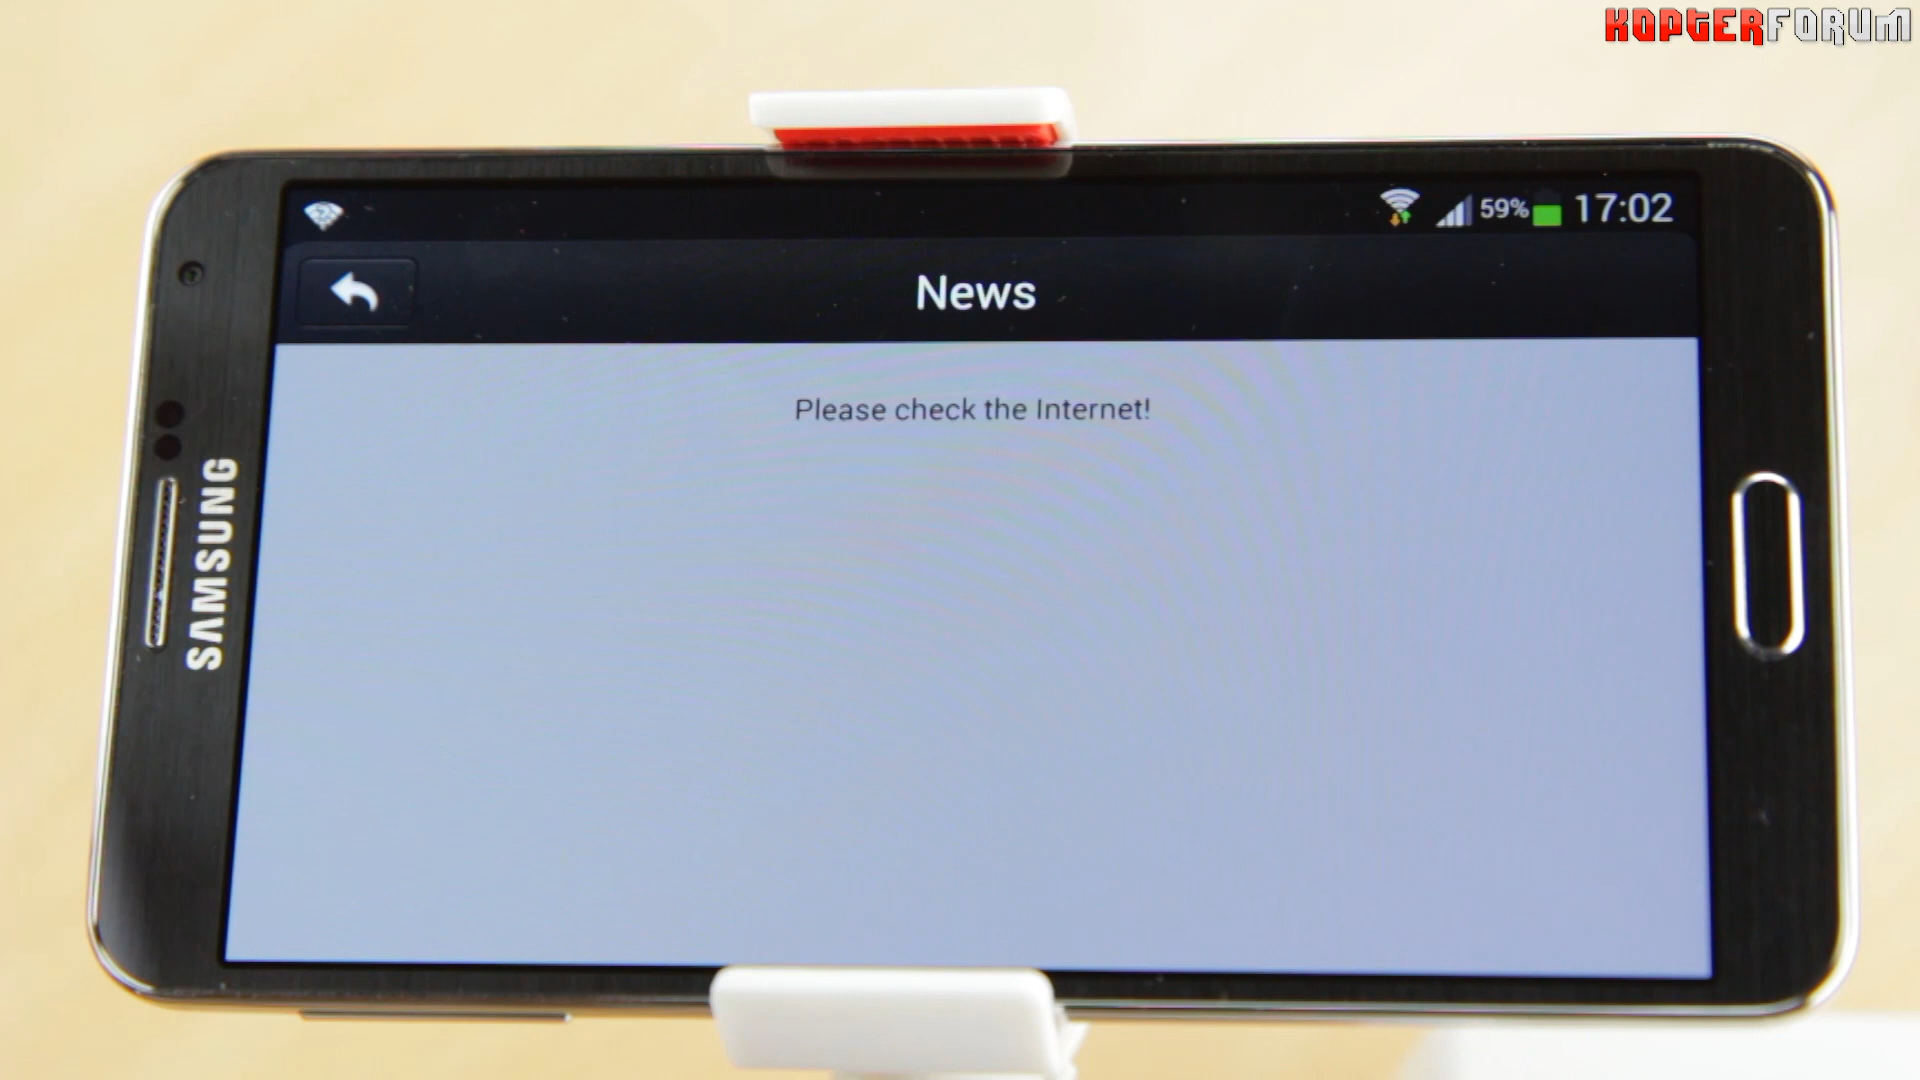 KOPTERFORUM
59% 17:02
News
Please check the Internet!
SAMSUNG